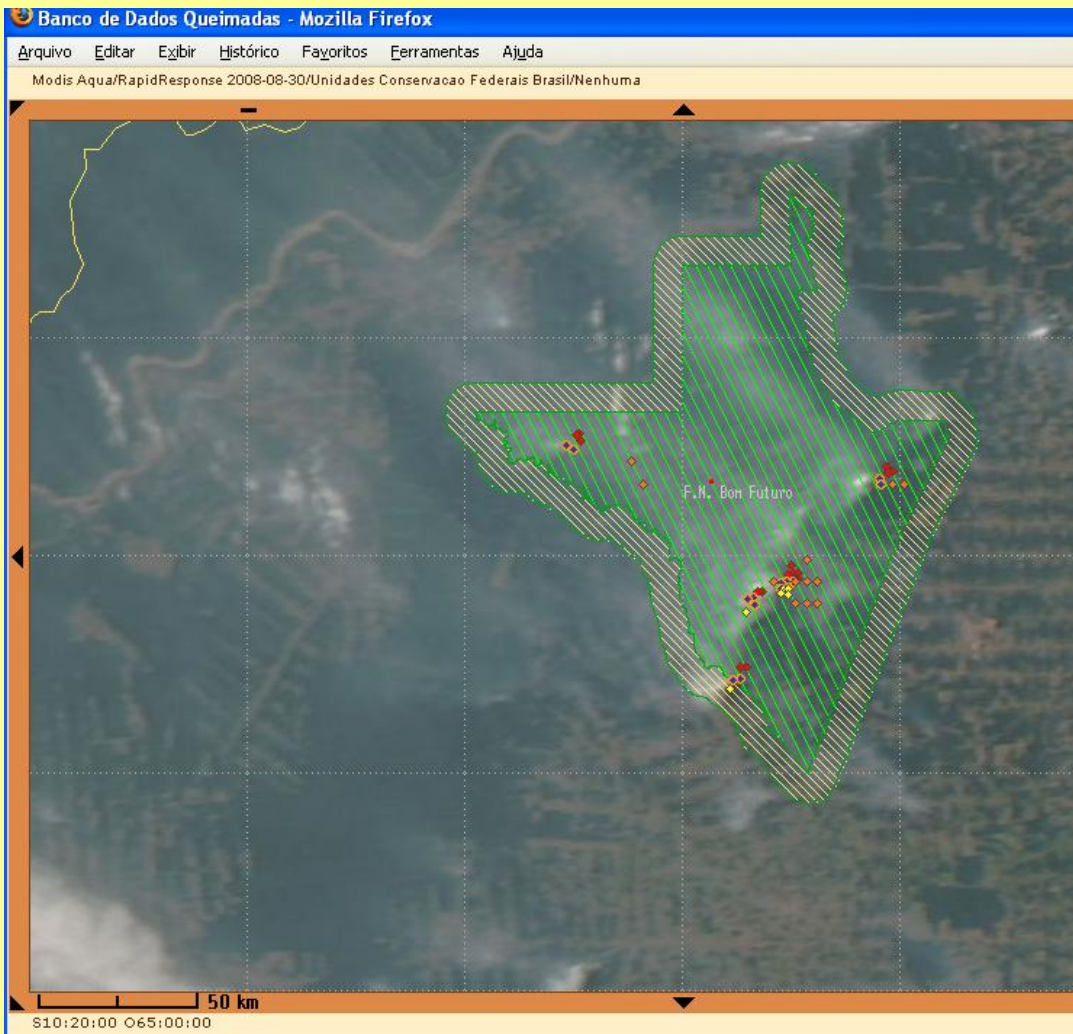 Banco de Dados Queimadas - Mozilla Firefox
Arquivo Editar Exibir Histórico Favoritos Ferramentas Ajuda
Modis Aqua/RapidResponse 2008-08-30/Unidades Conservacao Federais Brasil/Nenhuma
F.N. Bom Futuro
50 km
S10:20:00 O65:00:00